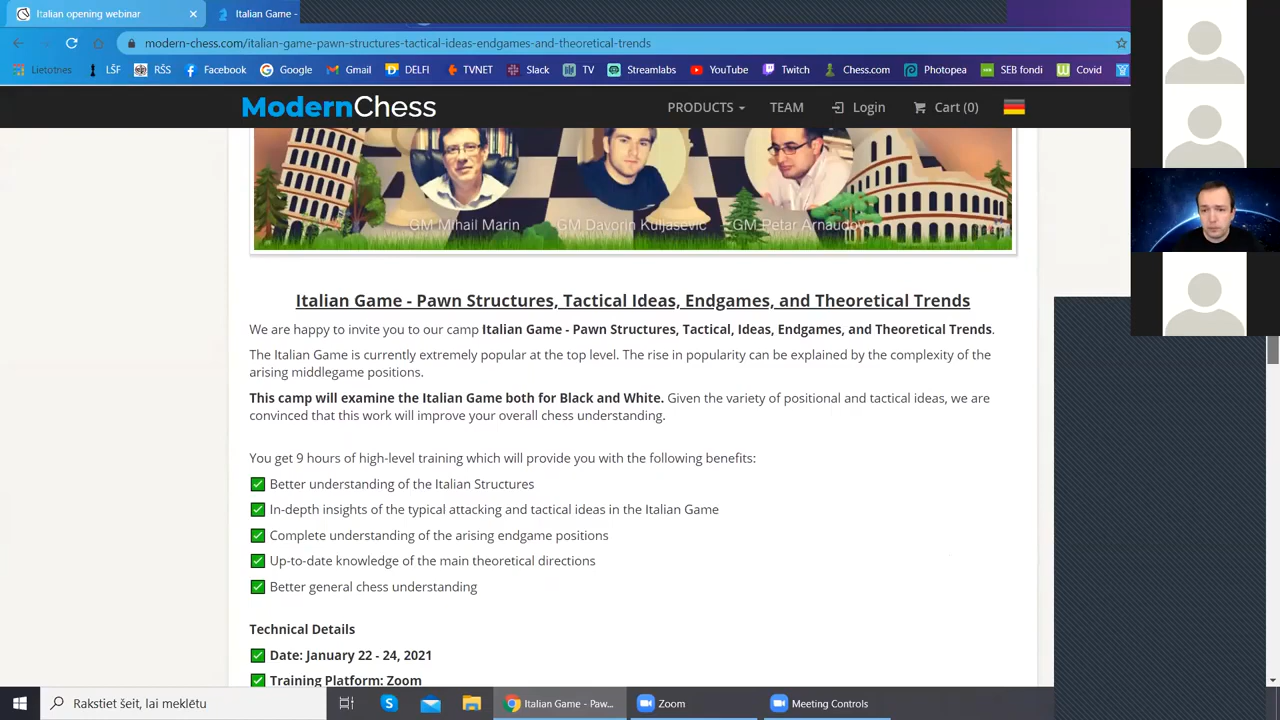 Italian opening webinar
Italian Game -
modern-chess.com/italian-game-pawn-structures-tactical-ideas-endgames-and-theoretical-trends
Lietotnes LŠF RŠS Facebook Google Gmail DELFI TVNET Slack TV Streamlabs YouTube Twitch Chess.com Photopea SEB fondi Covid
ModernChess PRODUCTS TEAM Login Cart (0)
GM Mihail Marin GM Davorin Kuljasevic GM Petar Arnaudov
Italian Game - Pawn Structures, Tactical Ideas, Endgames, and Theoretical Trends
We are happy to invite you to our camp Italian Game - Pawn Structures, Tactical, Ideas, Endgames, and Theoretical Trends.
The Italian Game is currently extremely popular at the top level. The rise in popularity can be explained by the complexity of the
arising middlegame positions.
This camp will examine the Italian Game both for Black and White. Given the variety of positional and tactical ideas, we are
convinced that this work will improve your overall chess understanding.
You get 9 hours of high-level training which will provide you with the following benefits:
Better understanding of the Italian Structures
In-depth insights of the typical attacking and tactical ideas in the Italian Game
Complete understanding of the arising endgame positions
Up-to-date knowledge of the main theoretical directions
Better general chess understanding
Technical Details
Date: January 22 - 24, 2021
Training Platform: Zoom
Rakstiet šeit, lai meklētu
Italian Game - Paw...
Zoom
Meeting Controls